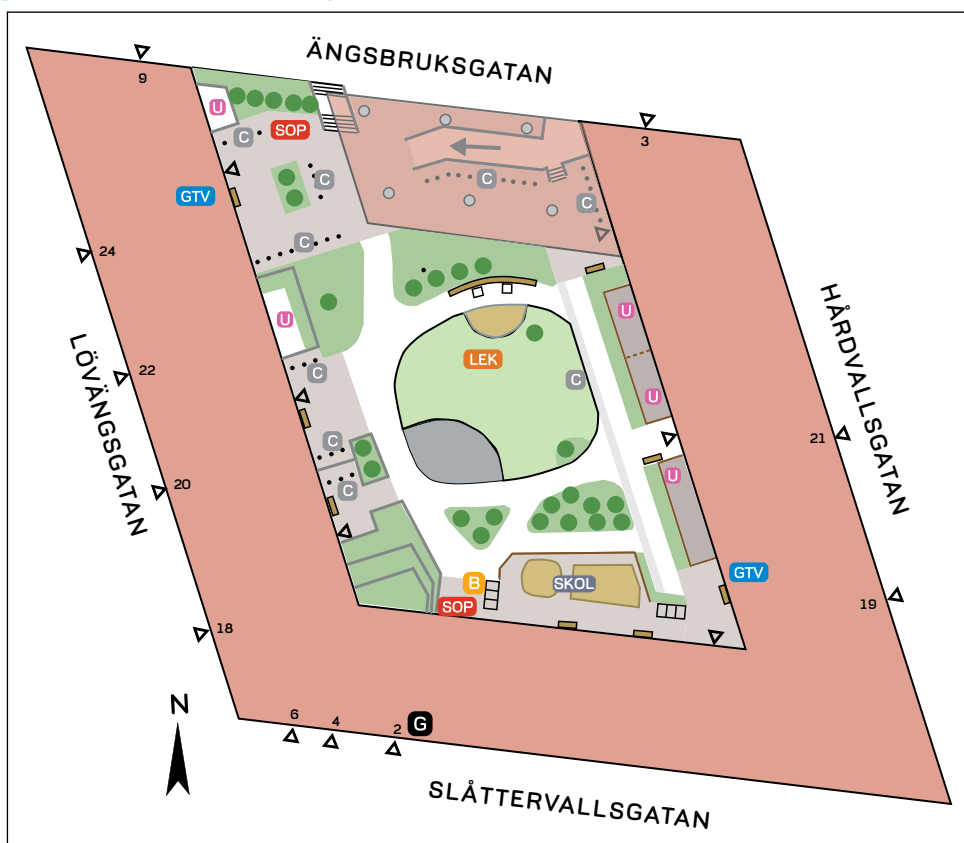 ÄNGSBRUKSGATAN
9
3
U
C
SOP
GTV
C
C
C
C
24
U
U
LÖVÄNGSGATAN
HÅRDVALLSGATAN
LEK
22
C
C
U
21
C
U
20
C
GTV
B
SKOL
SOP
19
18
6
4
2
G
N
SLÅTTERVALLSGATAN